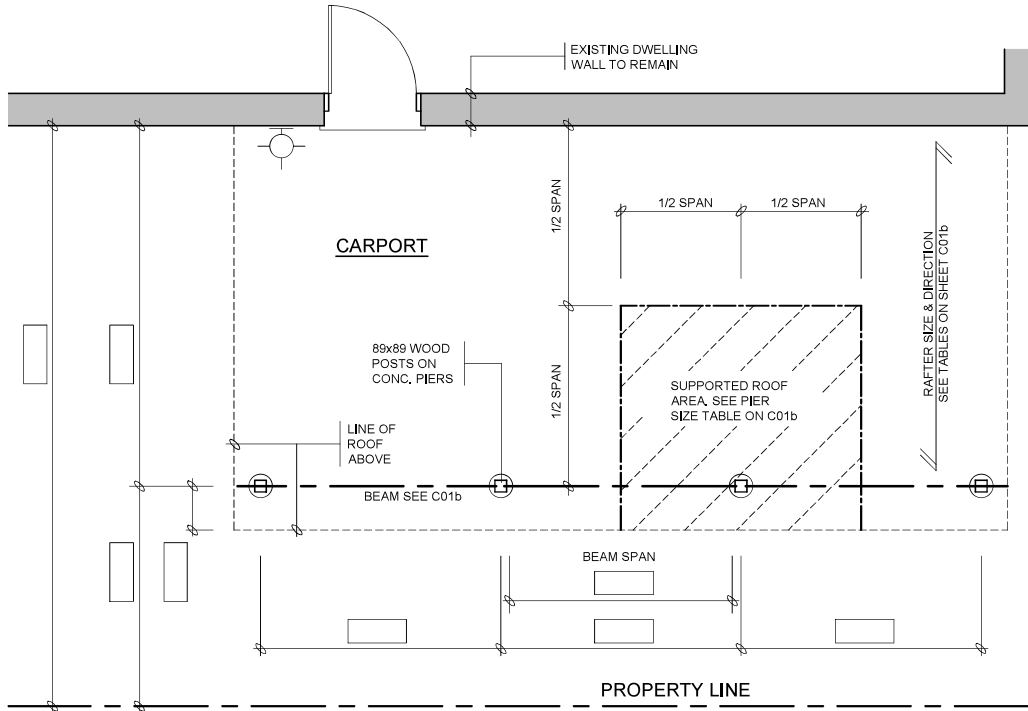 EXISTING DWELLING
WALL TO REMAIN
1/2 SPAN
1/2 SPAN
1/2 SPAN
CARPORT
RAFTER SIZE & DIRECTION
SEE TABLES ON SHEET C01b
89x89 WOOD
POSTS ON
CONC. PIERS
1/2 SPAN
SUPPORTED ROOF
AREA. SEE PIER
SIZE TABLE ON C01b
LINE OF
ROOF
ABOVE
BEAM SEE C01b
BEAM SPAN
PROPERTY LINE